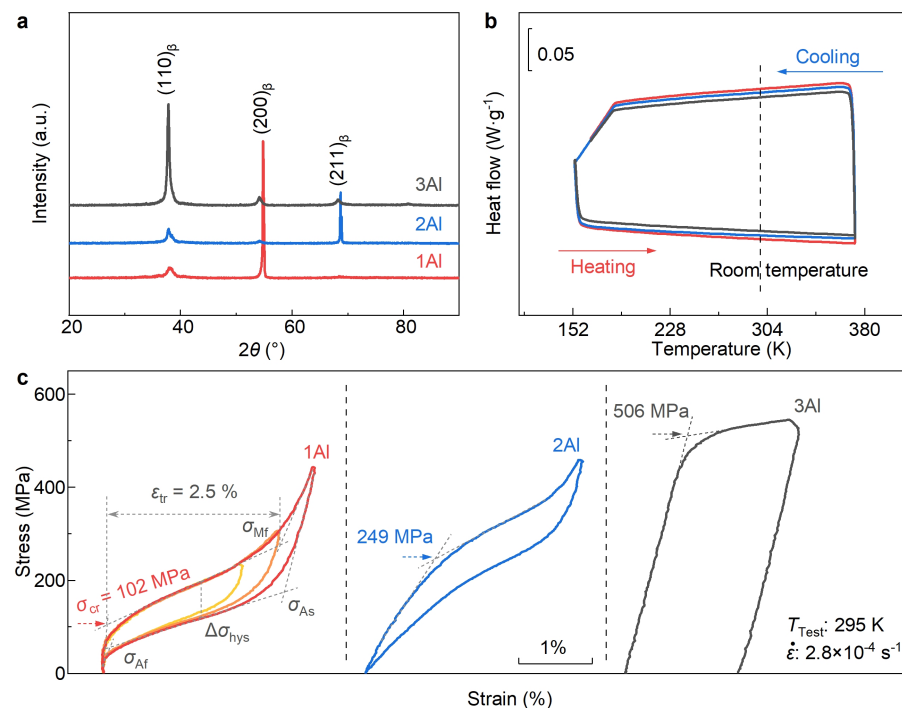 a
Intensity (a.u.)
(110)β
(200)β
(211)β
3Al
2Al
1Al
20 40 60 80
2θ (°)
b
0.05
Heat flow (W·g⁻¹)
Cooling
Heating
Room temperature
152 228 304 380
Temperature (K)
c
Stress (MPa)
600
400
200
0
εtr = 2.5 %
σcr = 102 MPa
σMf
σAs
σAf
Δσhys
1Al
249 MPa
2Al
1%
506 MPa
3Al
TTest: 295 K
ε̇: 2.8×10⁻⁴ s⁻¹
Strain (%)